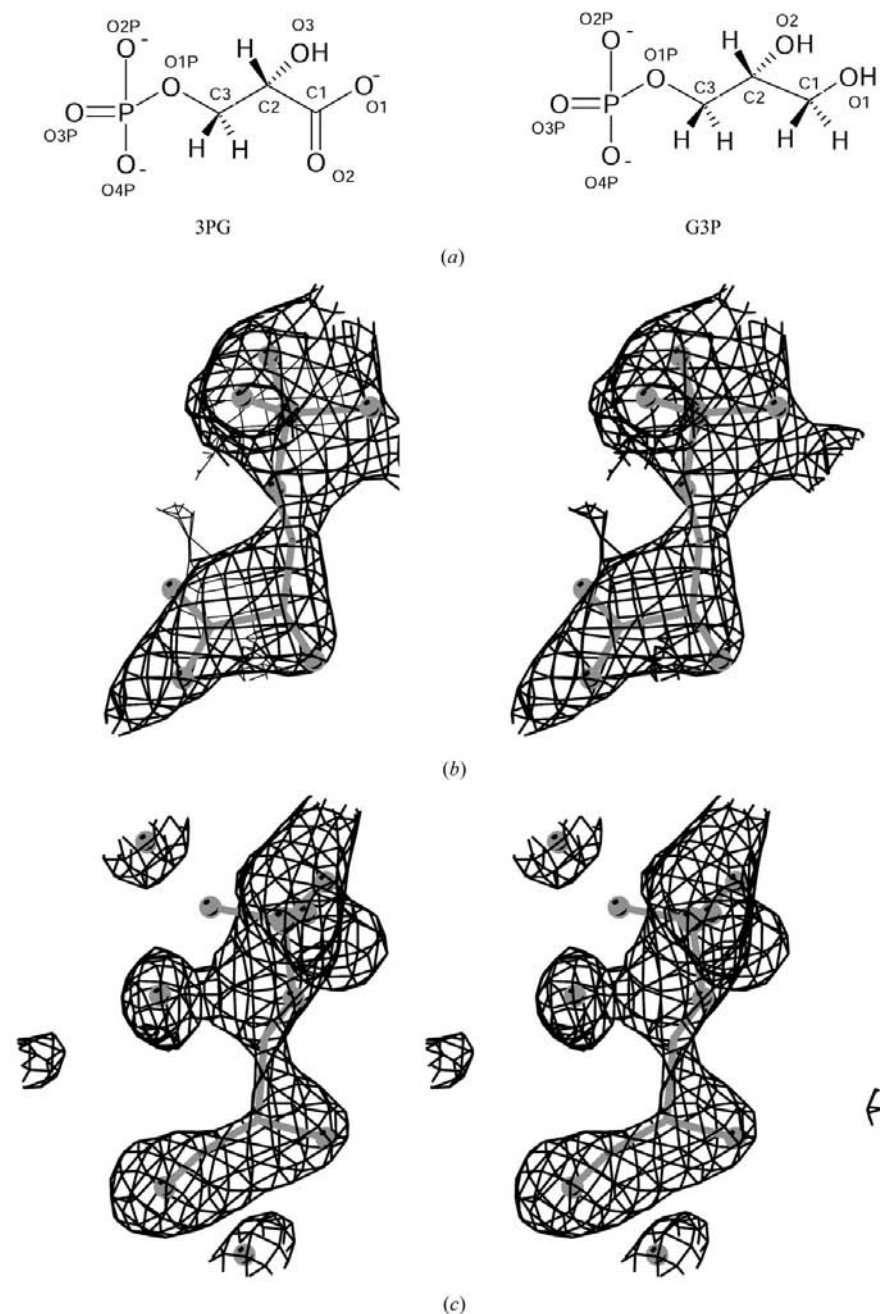 O2P O3 O2P O2
O- H OH O- H OH
O1P C1 O- O1P C1 OH
O C3 O C3
O=P C2 O1 O=P C2 O1
O3P H H O3P H H H H
O- O O-
O4P O2 O4P
3PG G3P
(a)
(b)
(c)